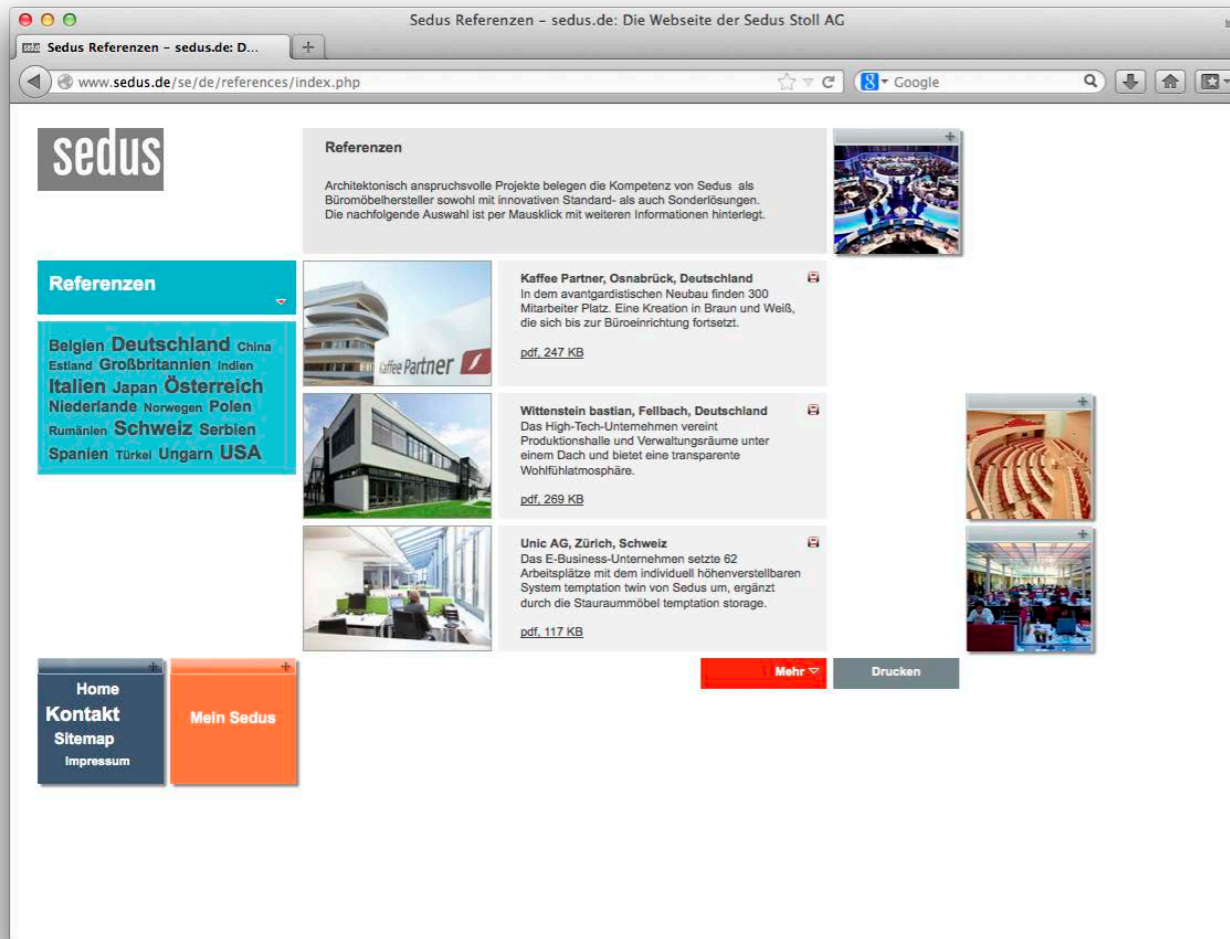 Sedus Referenzen – sedus.de: Die Webseite der Sedus Stoll AG
Sedus Referenzen – sedus.de: D...
www.sedus.de/se/de/references/index.php
Google
sedus
Referenzen
Architektonisch anspruchsvolle Projekte belegen die Kompetenz von Sedus als
Büromöbelhersteller sowohl mit innovativen Standard- als auch Sonderlösungen.
Die nachfolgende Auswahl ist per Mausklick mit weiteren Informationen hinterlegt.
Referenzen
Belgien Deutschland China
Estland Großbritannien Indien
Italien Japan Österreich
Niederlande Norwegen Polen
Rumänien Schweiz Serbien
Spanien Türkei Ungarn USA
Kaffee Partner
Kaffee Partner, Osnabrück, Deutschland
In dem avantgardistischen Neubau finden 300
Mitarbeiter Platz. Eine Kreation in Braun und Weiß,
die sich bis zur Büroeinrichtung fortsetzt.
pdf, 247 KB
Wittenstein bastian, Fellbach, Deutschland
Das High-Tech-Unternehmen vereint
Produktionshalle und Verwaltungsräume unter
einem Dach und bietet eine transparente
Wohlfühlatmosphäre.
pdf, 269 KB
Unic AG, Zürich, Schweiz
Das E-Business-Unternehmen setzte 62
Arbeitsplätze mit dem individuell höhenverstellbaren
System temptation twin von Sedus um, ergänzt
durch die Stauraummöbel temptation storage.
pdf, 117 KB
Mehr
Drucken
Home
Kontakt
Sitemap
Impressum
Mein Sedus